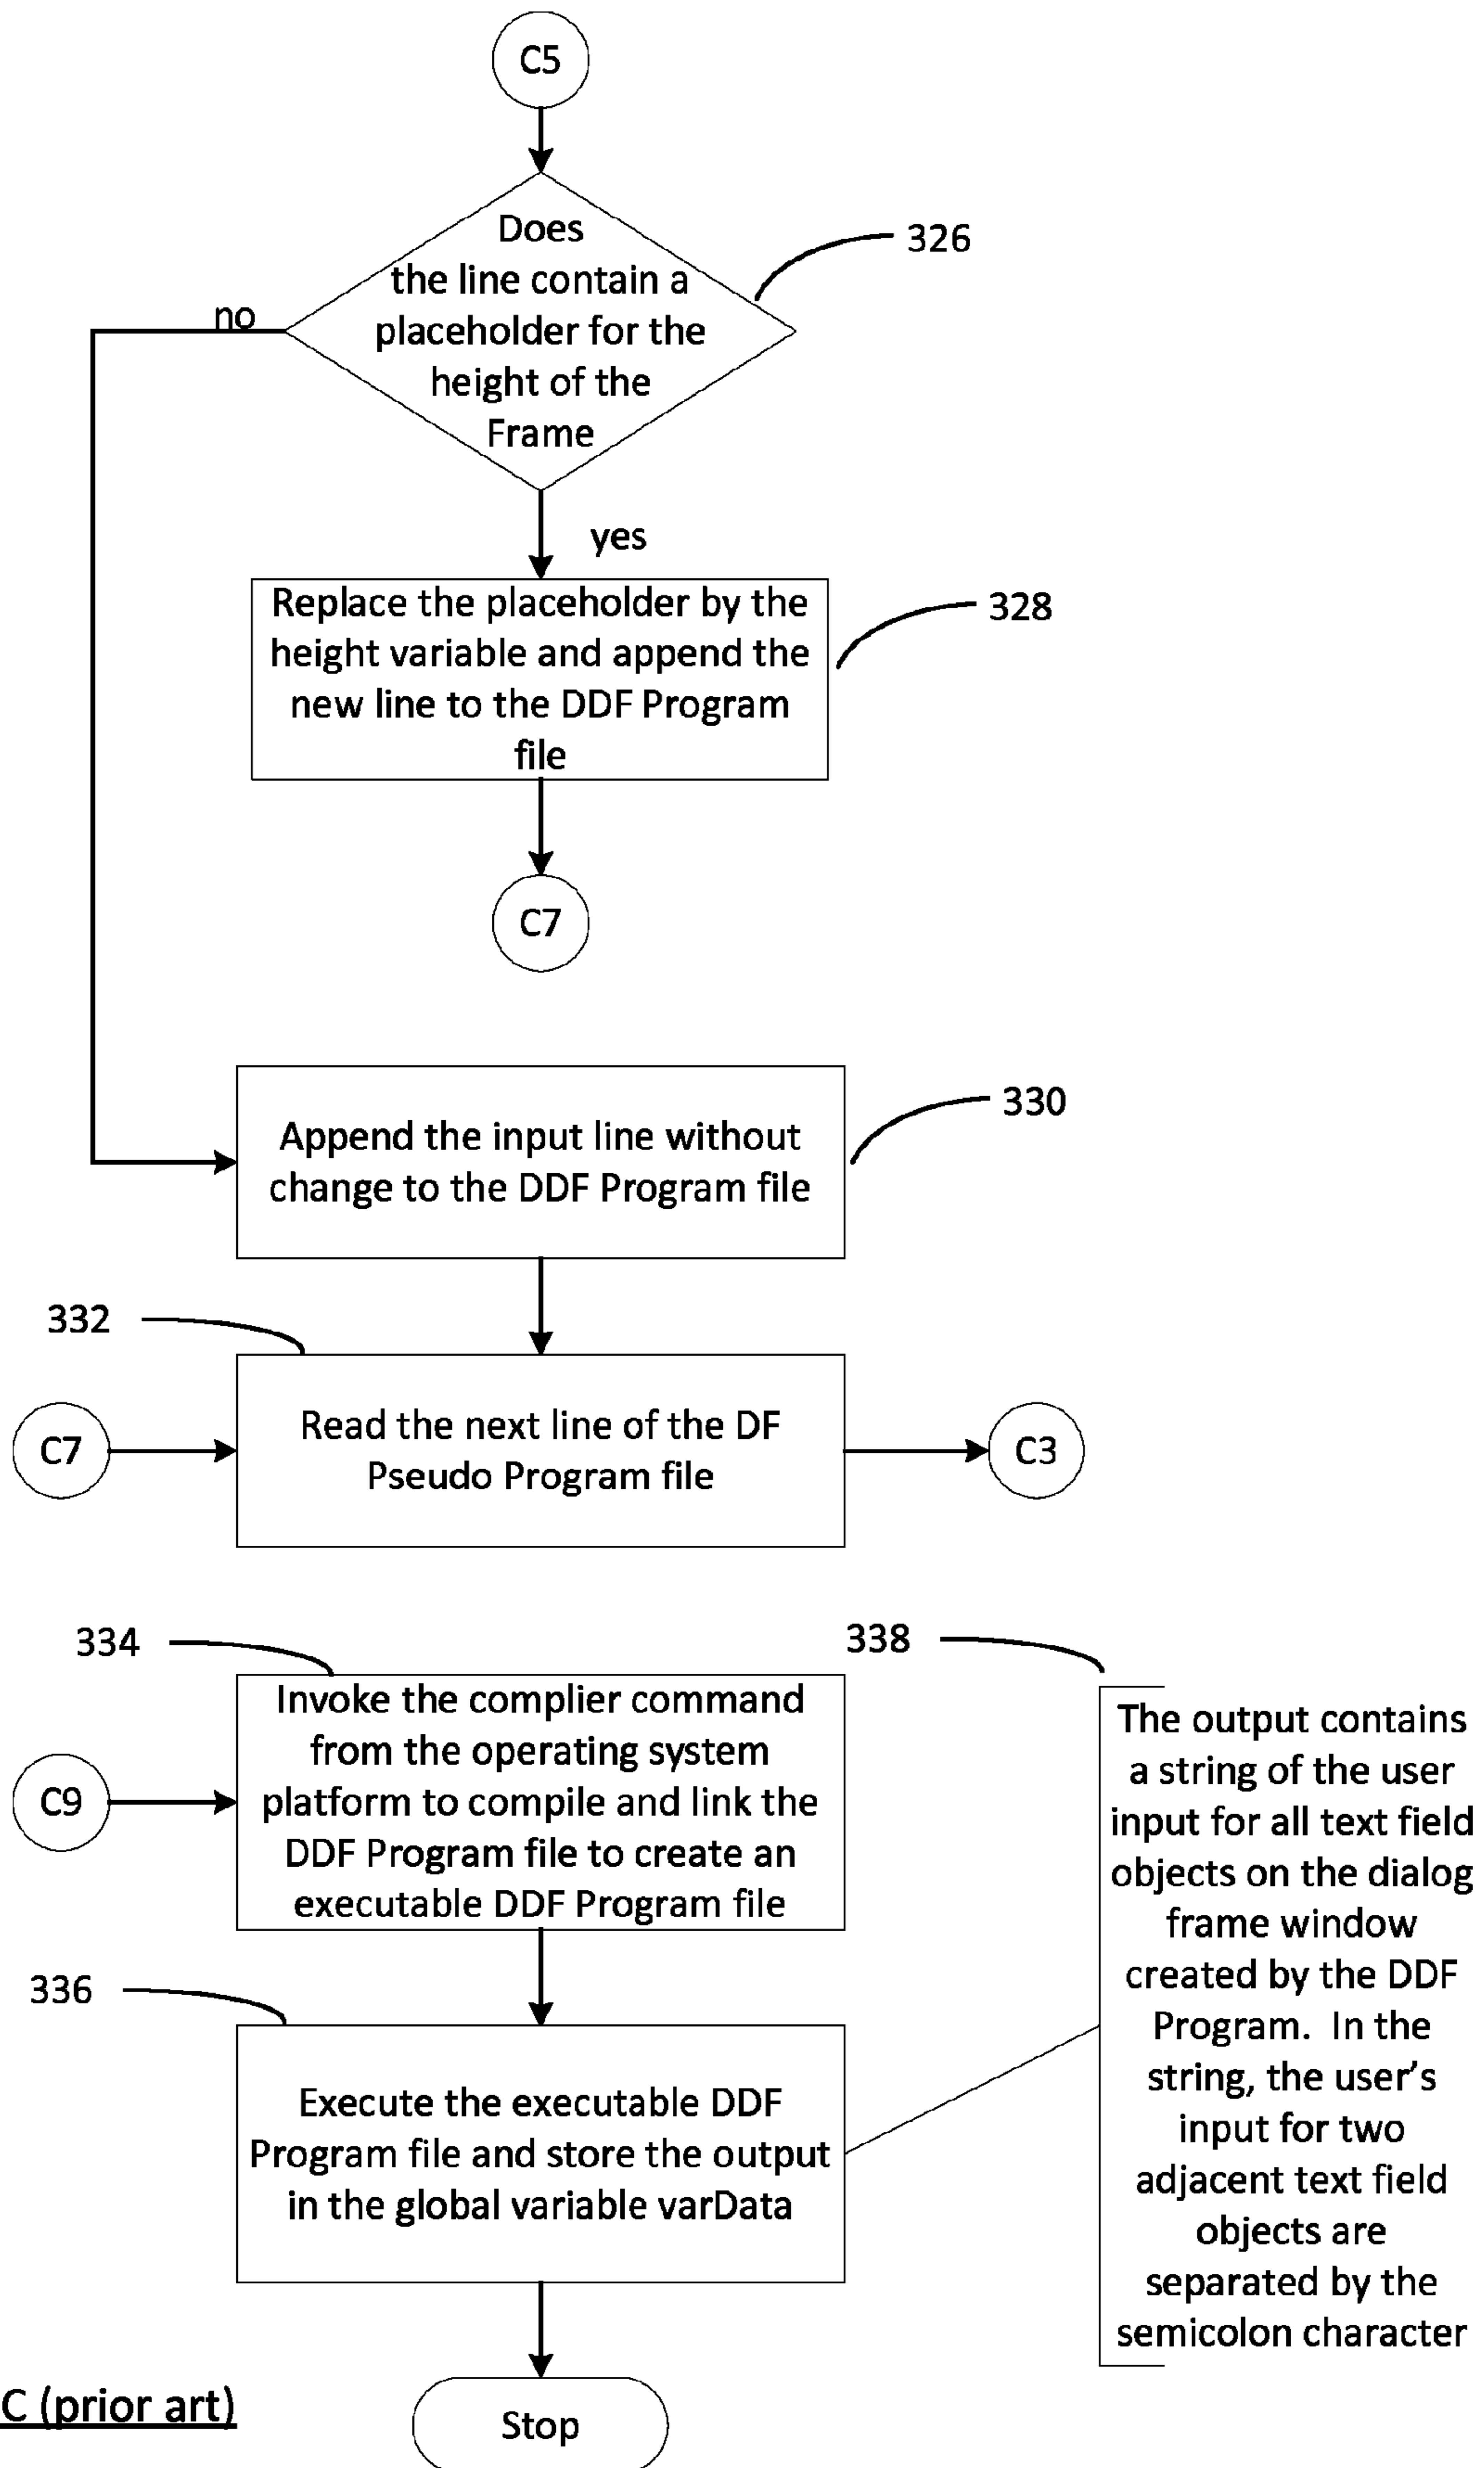 C5
Does
the line contain a
placeholder for the
height of the
Frame
326
no
yes
Replace the placeholder by the
height variable and append the
new line to the DDF Program
file
328
C7
Append the input line without
change to the DDF Program file
330
332
C7
Read the next line of the DF
Pseudo Program file
C3
334
C9
Invoke the complier command
from the operating system
platform to compile and link the
DDF Program file to create an
executable DDF Program file
336
Execute the executable DDF
Program file and store the output
in the global variable varData
338
The output contains
a string of the user
input for all text field
objects on the dialog
frame window
created by the DDF
Program.  In the
string, the user’s
input for two
adjacent text field
objects are
separated by the
semicolon character
C (prior art)
Stop